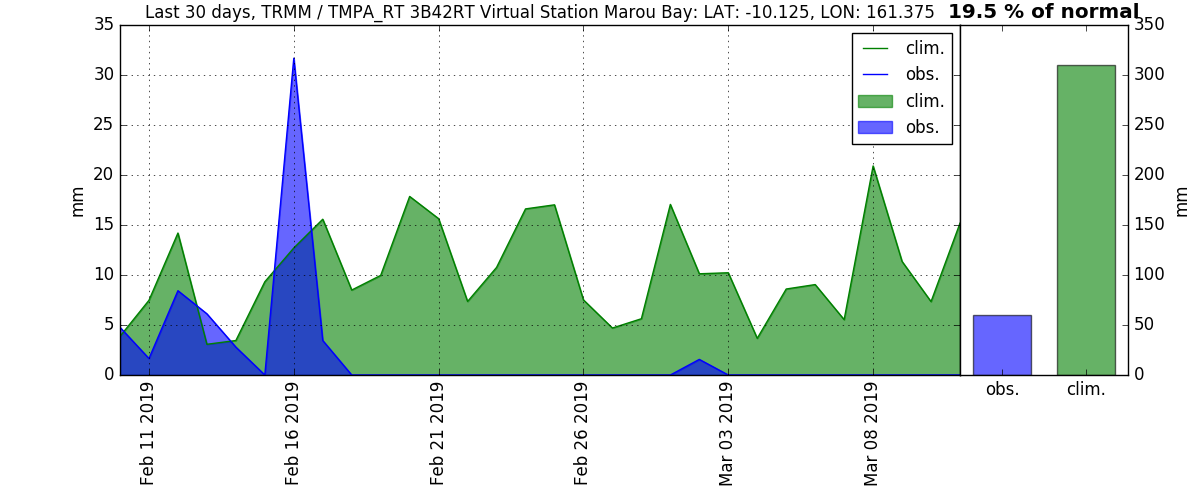 Last 30 days, TRMM / TMPA_RT 3B42RT Virtual Station Marou Bay: LAT: -10.125, LON: 161.375 19.5 % of normal
35
30
25
20
15
10
5
0
mm
clim.
obs.
clim.
obs.
Feb 11 2019
Feb 16 2019
Feb 21 2019
Feb 26 2019
Mar 03 2019
Mar 08 2019
350
300
250
200
150
100
50
0
mm
obs. clim.